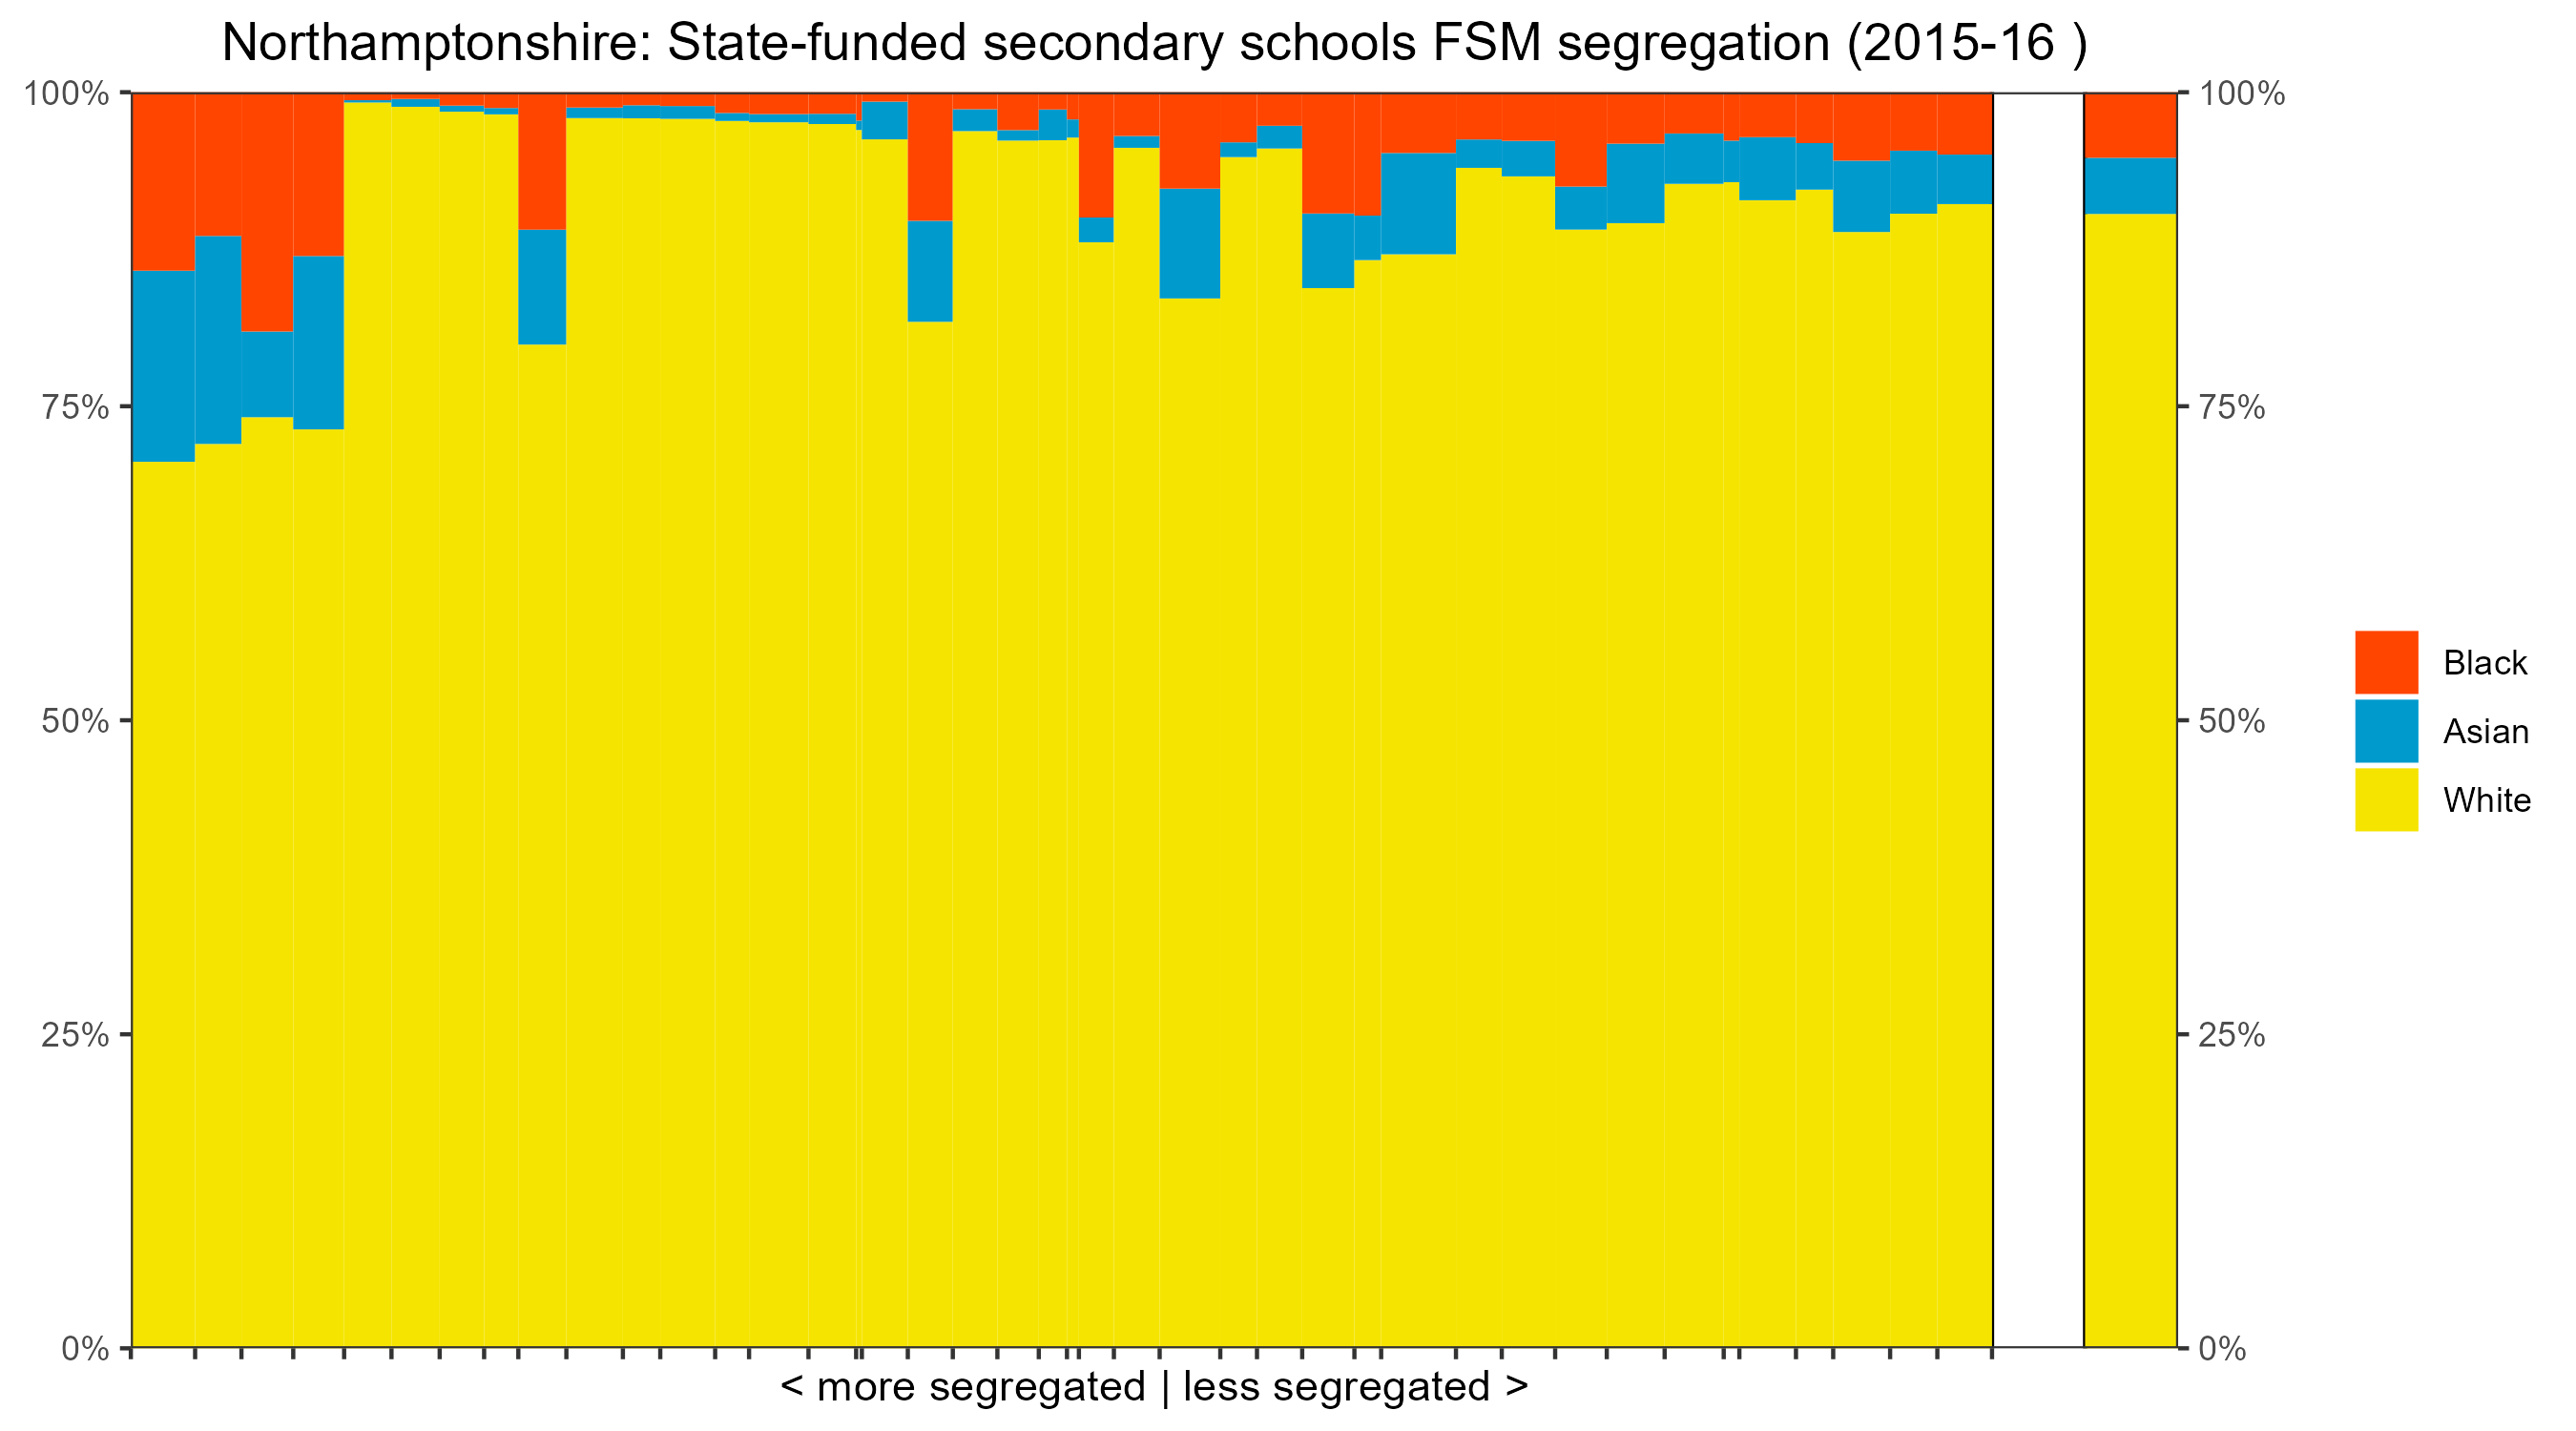 Northamptonshire: State-funded secondary schools FSM segregation (2015-16 )
100%
75%
50%
25%
0%
100%
75%
50%
25%
0%
Black
Asian
White
< more segregated | less segregated >